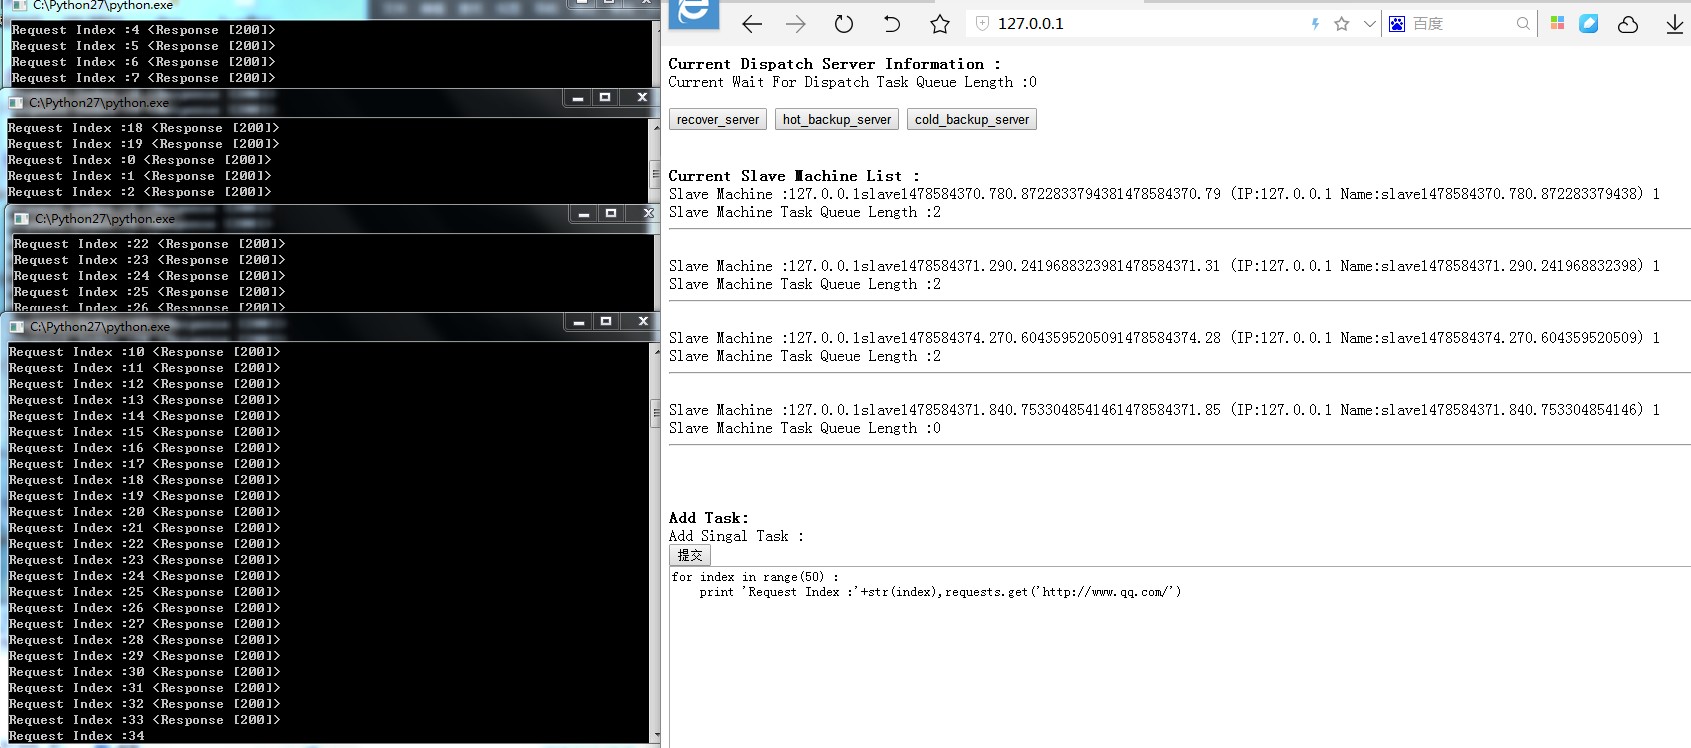 C:\Python27\python.exe
Request Index :4 <Response [200]>
Request Index :5 <Response [200]>
Request Index :6 <Response [200]>
Request Index :7 <Response [200]>
C:\Python27\python.exe
Request Index :18 <Response [200]>
Request Index :19 <Response [200]>
Request Index :0 <Response [200]>
Request Index :1 <Response [200]>
Request Index :2 <Response [200]>
C:\Python27\python.exe
Request Index :22 <Response [200]>
Request Index :23 <Response [200]>
Request Index :24 <Response [200]>
Request Index :25 <Response [200]>
Request Index :26 <Response [200]>
C:\Python27\python.exe
Request Index :10 <Response [200]>
Request Index :11 <Response [200]>
Request Index :12 <Response [200]>
Request Index :13 <Response [200]>
Request Index :14 <Response [200]>
Request Index :15 <Response [200]>
Request Index :16 <Response [200]>
Request Index :17 <Response [200]>
Request Index :18 <Response [200]>
Request Index :19 <Response [200]>
Request Index :20 <Response [200]>
Request Index :21 <Response [200]>
Request Index :22 <Response [200]>
Request Index :23 <Response [200]>
Request Index :24 <Response [200]>
Request Index :25 <Response [200]>
Request Index :26 <Response [200]>
Request Index :27 <Response [200]>
Request Index :28 <Response [200]>
Request Index :29 <Response [200]>
Request Index :30 <Response [200]>
Request Index :31 <Response [200]>
Request Index :32 <Response [200]>
Request Index :33 <Response [200]>
Request Index :34
127.0.0.1 百度
Current Dispatch Server Information :
Current Wait For Dispatch Task Queue Length :0
recover_server hot_backup_server cold_backup_server
Current Slave Machine List :
Slave Machine :127.0.0.1slave1478584370.780.8722833794381478584370.79 (IP:127.0.0.1 Name:slave1478584370.780.872283379438) 1
Slave Machine Task Queue Length :2
Slave Machine :127.0.0.1slave1478584371.290.2419688323981478584371.31 (IP:127.0.0.1 Name:slave1478584371.290.241968832398) 1
Slave Machine Task Queue Length :2
Slave Machine :127.0.0.1slave1478584374.270.6043595205091478584374.28 (IP:127.0.0.1 Name:slave1478584374.270.604359520509) 1
Slave Machine Task Queue Length :2
Slave Machine :127.0.0.1slave1478584371.840.7533048541461478584371.85 (IP:127.0.0.1 Name:slave1478584371.840.753304854146) 1
Slave Machine Task Queue Length :0
Add Task:
Add Singal Task :
提交
for index in range(50) :
    print 'Request Index :'+str(index),requests.get('http://www.qq.com/')